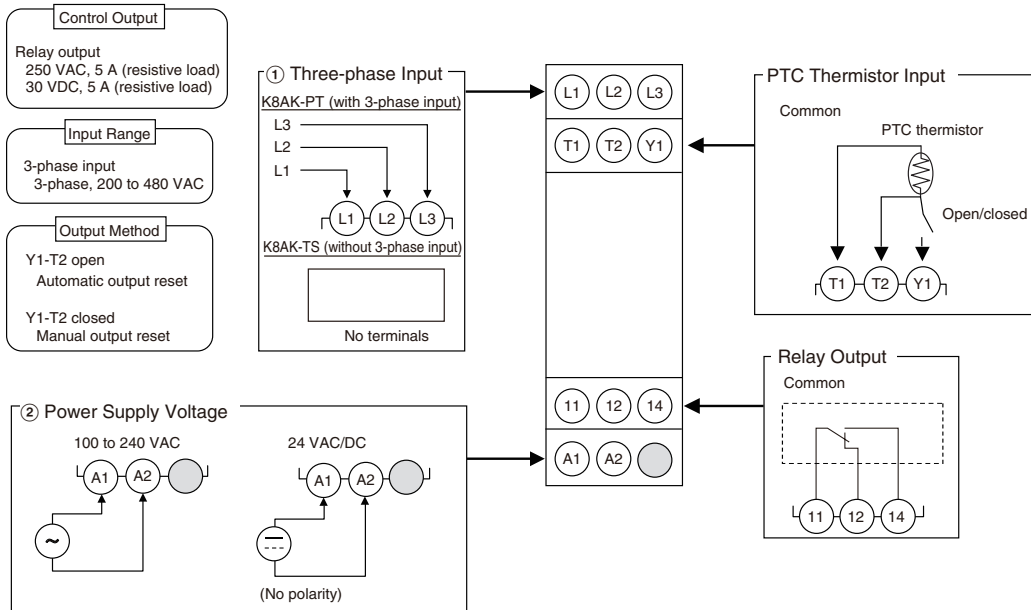 Control Output
Relay output
250 VAC, 5 A (resistive load)
30 VDC, 5 A (resistive load)
Input Range
3-phase input
3-phase, 200 to 480 VAC
Output Method
Y1-T2 open
Automatic output reset
Y1-T2 closed
Manual output reset
① Three-phase Input
K8AK-PT (with 3-phase input)
L3
L2
L1
L1 L2 L3
K8AK-TS (without 3-phase input)
No terminals
L1 L2 L3
T1 T2 Y1
11 12 14
A1 A2
PTC Thermistor Input
Common
PTC thermistor
Open/closed
T1 T2 Y1
Relay Output
Common
11 12 14
② Power Supply Voltage
100 to 240 VAC
A1 A2
~
24 VAC/DC
A1 A2
(No polarity)